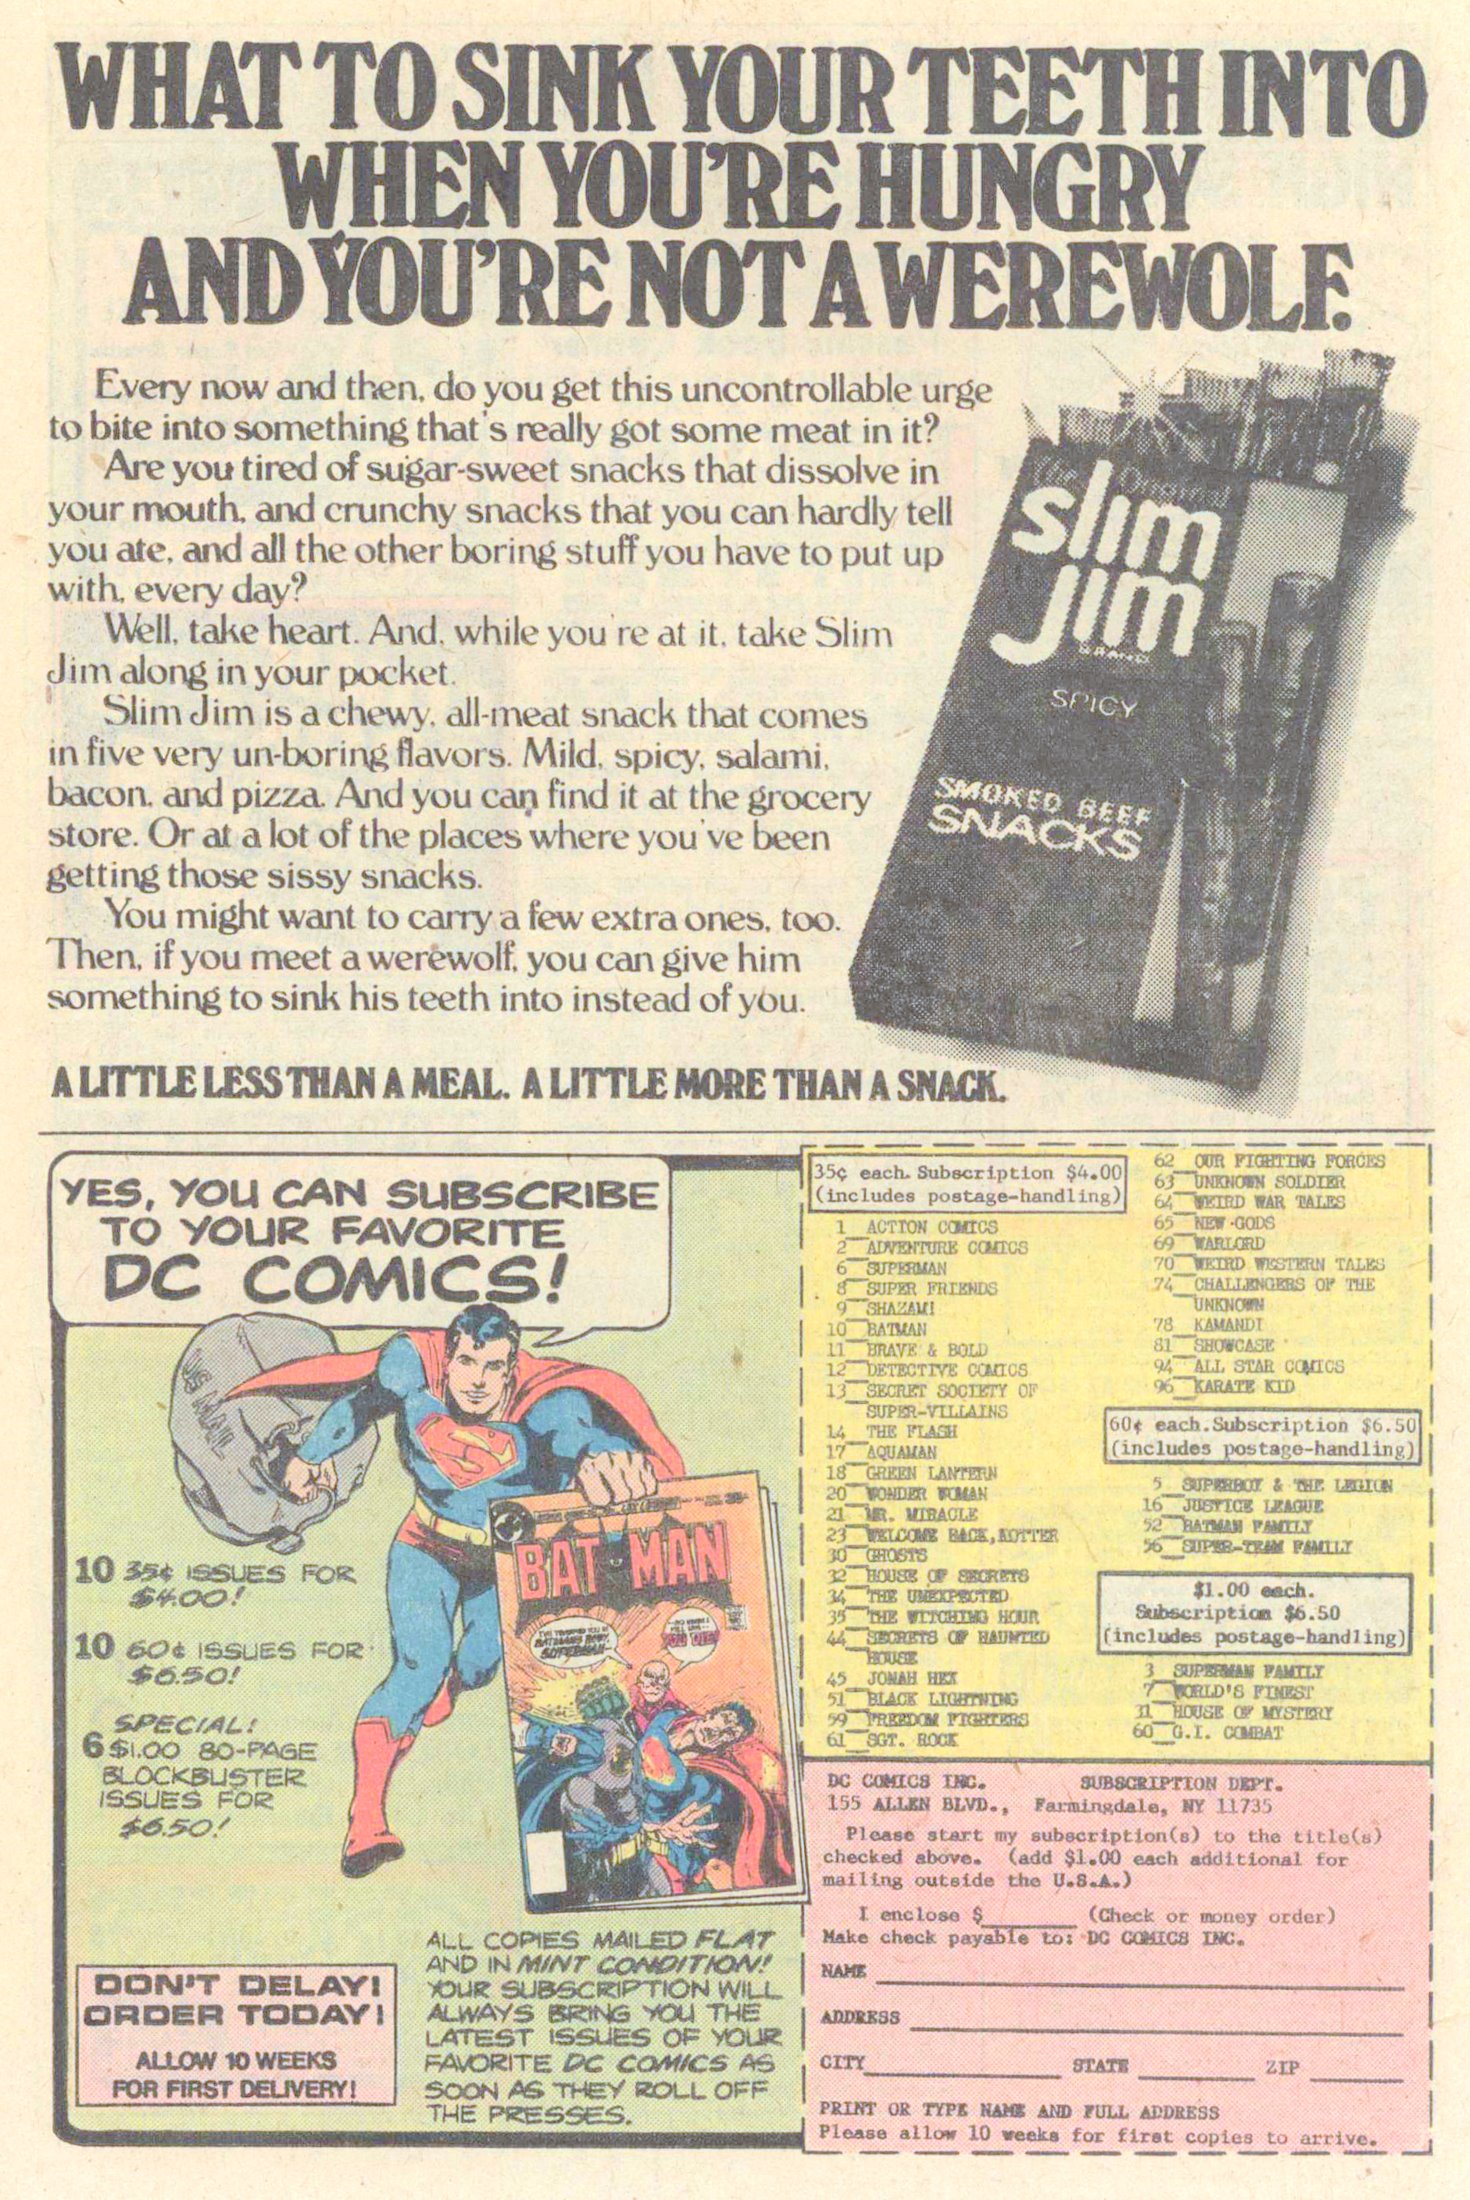 WHAT TO SINK YOUR TEETH INTO
WHEN YOU'RE HUNGRY
AND YOU'RE NOT A WEREWOLF.
Every now and then, do you get this uncontrollable urge
to bite into something that's really got some meat in it?
Are you tired of sugar-sweet snacks that dissolve in
your mouth, and crunchy snacks that you can hardly tell
you ate, and all the other boring stuff you have to put up
with, every day?
Well, take heart. And, while you're at it, take Slim
Jim along in your pocket.
Slim Jim is a chewy, all-meat snack that comes
in five very un-boring flavors. Mild, spicy, salami,
bacon, and pizza. And you can find it at the grocery
store. Or at a lot of the places where you've been
getting those sissy snacks.
You might want to carry a few extra ones, too.
Then, if you meet a werewolf, you can give him
something to sink his teeth into instead of you.
slim
jim
BRAND
SPICY
SMOKED BEEF
SNACKS
A LITTLE LESS THAN A MEAL. A LITTLE MORE THAN A SNACK.
YES, YOU CAN SUBSCRIBE
TO YOUR FAVORITE
DC COMICS!
US MAIL
10 35¢ ISSUES FOR
$4.00!
10 60¢ ISSUES FOR
$6.50!
SPECIAL!
6 $1.00 80-PAGE
BLOCKBUSTER
ISSUES FOR
$6.50!
BATMAN
YOU DIE!
DON'T DELAY!
ORDER TODAY!
ALLOW 10 WEEKS
FOR FIRST DELIVERY!
ALL COPIES MAILED FLAT
AND IN MINT CONDITION!
YOUR SUBSCRIPTION WILL
ALWAYS BRING YOU THE
LATEST ISSUES OF YOUR
FAVORITE DC COMICS AS
SOON AS THEY ROLL OFF
THE PRESSES.
35¢ each. Subscription $4.00
(includes postage-handling)
1 ACTION COMICS
2 ADVENTURE COMICS
6 SUPERMAN
8 SUPER FRIENDS
9 SHAZAM!
10 BATMAN
11 BRAVE & BOLD
12 DETECTIVE COMICS
13 SECRET SOCIETY OF
SUPER-VILLAINS
14 THE FLASH
17 AQUAMAN
18 GREEN LANTERN
20 WONDER WOMAN
21 MR. MIRACLE
23 WELCOME BACK, KOTTER
30 GHOSTS
32 HOUSE OF SECRETS
34 THE UNEXPECTED
35 THE WITCHING HOUR
44 SECRETS OF HAUNTED
HOUSE
45 JONAH HEX
51 BLACK LIGHTNING
59 FREEDOM FIGHTERS
61 SGT. ROCK
62 OUR FIGHTING FORCES
63 UNKNOWN SOLDIER
64 WEIRD WAR TALES
65 NEW GODS
69 WARLORD
70 WEIRD WESTERN TALES
74 CHALLENGERS OF THE
UNKNOWN
78 KAMANDI
81 SHOWCASE
94 ALL STAR COMICS
96 KARATE KID
60¢ each. Subscription $6.50
(includes postage-handling)
5 SUPERBOY & THE LEGION
16 JUSTICE LEAGUE
52 BATMAN FAMILY
56 SUPER-TEAM FAMILY
$1.00 each.
Subscription $6.50
(includes postage-handling)
3 SUPERMAN FAMILY
7 WORLD'S FINEST
31 HOUSE OF MYSTERY
60 G.I. COMBAT
DC COMICS INC. SUBSCRIPTION DEPT.
155 ALLEN BLVD., Farmingdale, NY 11735
Please start my subscription(s) to the title(s)
checked above. (add $1.00 each additional for
mailing outside the U.S.A.)
I enclose $ (Check or money order)
Make check payable to: DC COMICS INC.
NAME
ADDRESS
CITY STATE ZIP
PRINT OR TYPE NAME AND FULL ADDRESS
Please allow 10 weeks for first copies to arrive.